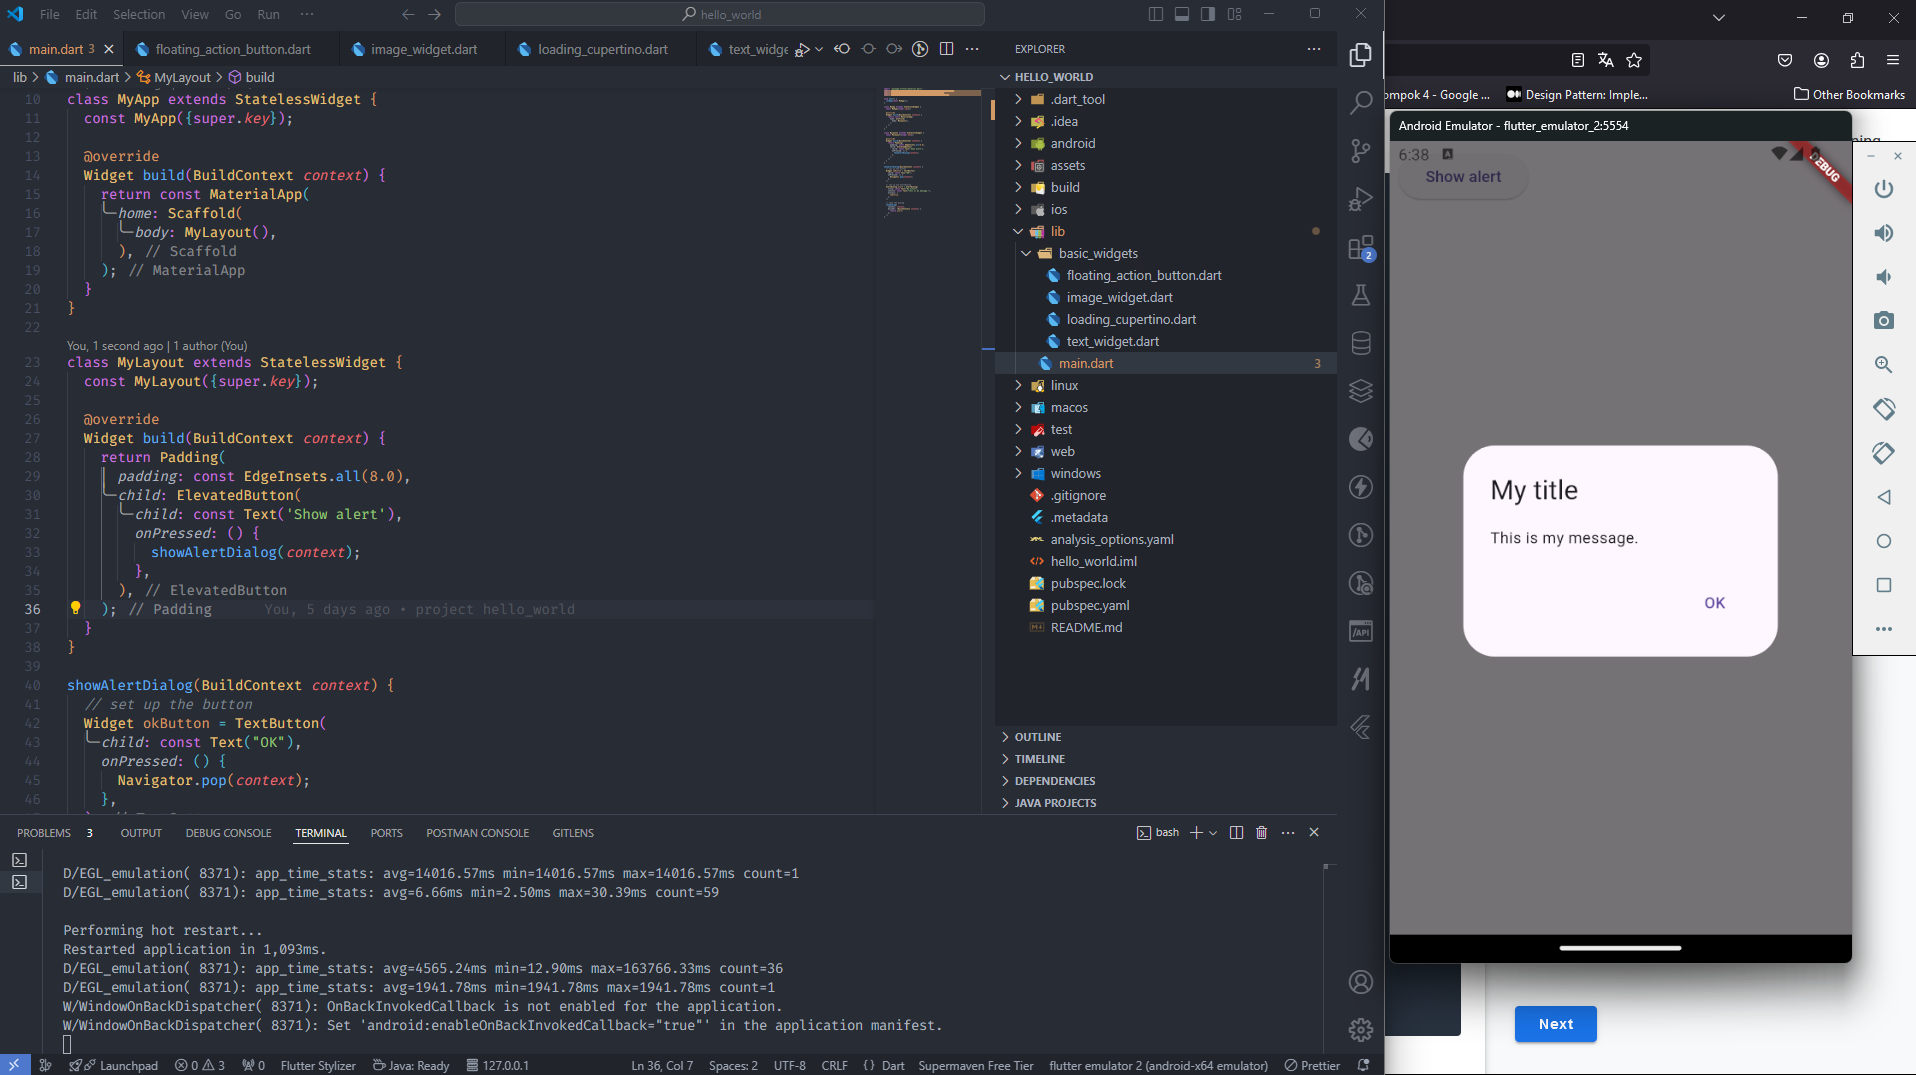 File Edit Selection View Go Run ⋯
hello_world
main.dart 3
floating_action_button.dart
image_widget.dart
loading_cupertino.dart
text_widge
lib > main.dart > MyLayout > build
10 class MyApp extends StatelessWidget {
11 const MyApp({super.key});
12
13 @override
14 Widget build(BuildContext context) {
15 return const MaterialApp(
16 home: Scaffold(
17 body: MyLayout(),
18 ), // Scaffold
19 ); // MaterialApp
20 }
21 }
22
You, 1 second ago | 1 author (You)
23 class MyLayout extends StatelessWidget {
24 const MyLayout({super.key});
25
26 @override
27 Widget build(BuildContext context) {
28 return Padding(
29 padding: const EdgeInsets.all(8.0),
30 child: ElevatedButton(
31 child: const Text('Show alert'),
32 onPressed: () {
33 showAlertDialog(context);
34 },
35 ), // ElevatedButton
36 ); // Padding You, 5 days ago • project hello_world
37 }
38 }
39
40 showAlertDialog(BuildContext context) {
41 // set up the button
42 Widget okButton = TextButton(
43 child: const Text("OK"),
44 onPressed: () {
45 Navigator.pop(context);
46 },
PROBLEMS 3 OUTPUT DEBUG CONSOLE TERMINAL PORTS POSTMAN CONSOLE GITLENS
bash
D/EGL_emulation( 8371): app_time_stats: avg=14016.57ms min=14016.57ms max=14016.57ms count=1
D/EGL_emulation( 8371): app_time_stats: avg=6.66ms min=2.50ms max=30.39ms count=59
Performing hot restart...
Restarted application in 1,093ms.
D/EGL_emulation( 8371): app_time_stats: avg=4565.24ms min=12.90ms max=163766.33ms count=36
D/EGL_emulation( 8371): app_time_stats: avg=1941.78ms min=1941.78ms max=1941.78ms count=1
W/WindowOnBackDispatcher( 8371): OnBackInvokedCallback is not enabled for the application.
W/WindowOnBackDispatcher( 8371): Set 'android:enableOnBackInvokedCallback="true"' in the application manifest.
Launchpad 0 3 0 Flutter Stylizer Java: Ready 127.0.0.1
Ln 36, Col 7 Spaces: 2 UTF-8 CRLF { } Dart Supermaven Free Tier flutter emulator 2 (android-x64 emulator) Prettier
EXPLORER
HELLO_WORLD
.dart_tool
.idea
android
assets
build
ios
lib
basic_widgets
floating_action_button.dart
image_widget.dart
loading_cupertino.dart
text_widget.dart
main.dart 3
linux
macos
test
web
windows
.gitignore
.metadata
analysis_options.yaml
hello_world.iml
pubspec.lock
pubspec.yaml
README.md
OUTLINE
TIMELINE
DEPENDENCIES
JAVA PROJECTS
2
/API
ompok 4 - Google ...
Design Pattern: Imple...
Other Bookmarks
Android Emulator - flutter_emulator_2:5554
6:38
DEBUG
Show alert
My title
This is my message.
OK
Next